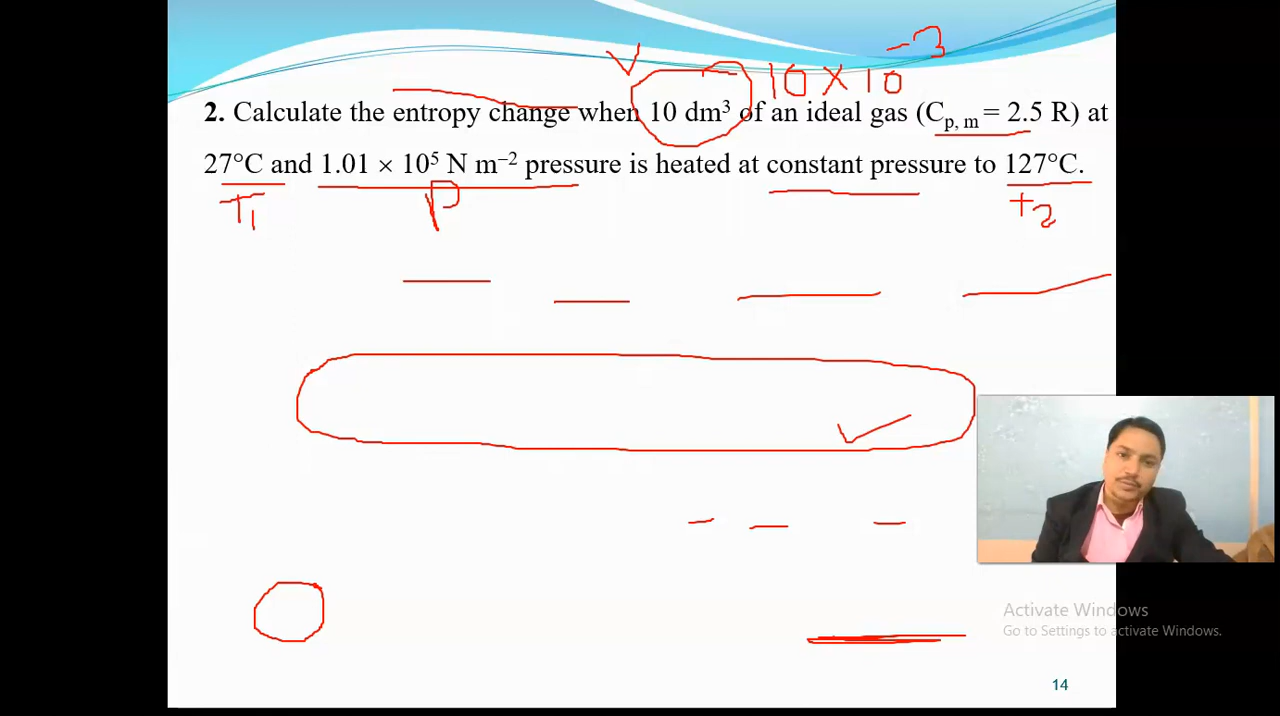 V 10 × 10⁻³
2. Calculate the entropy change when 10 dm³ of an ideal gas (Cp, m = 2.5 R) at
27°C and 1.01 × 10⁵ N m⁻² pressure is heated at constant pressure to 127°C.
T1 P T2
Activate Windows
Go to Settings to activate Windows.
14